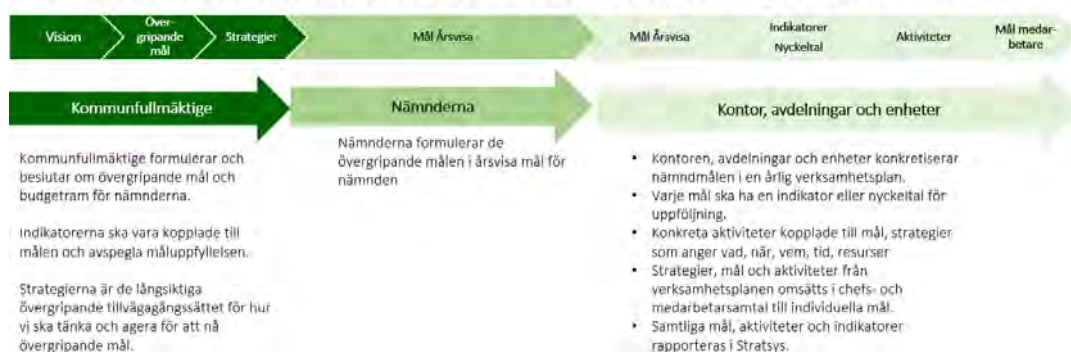 Vision
Över-
gripande
mål
Strategier
Mål Årsvisa
Mål Årsvisa
Indikatorer
Nyckeltal
Aktiviteter
Mål medar-
betare
Kommunfullmäktige
Nämnderna
Kontor, avdelningar och enheter
Kommunfullmäktige formulerar och
beslutar om övergripande mål och
budgetram för nämnderna.
Indikatorerna ska vara kopplade till
målen och avspegla måluppfyllelsen.
Strategierna är de långsiktiga
övergripande tillvägagångssättet för hur
vi ska tänka och agera för att nå
övergripande mål.
Nämnderna formulerar de
övergripande målen i årsvisa mål för
nämnden
• Kontoren, avdelningar och enheter konkretiserar
nämndmålen i en årlig verksamhetsplan.
• Varje mål ska ha en indikator eller nyckeltal för
uppföljning.
• Konkreta aktiviteter kopplade till mål, strategier
som anger vad, när, vem, tid, resurser
• Strategier, mål och aktiviteter från
verksamhetsplanen omsätts i chefs- och
medarbetarsamtal till individuella mål.
• Samtliga mål, aktiviteter och indikatorer
rapporteras i Stratsys.